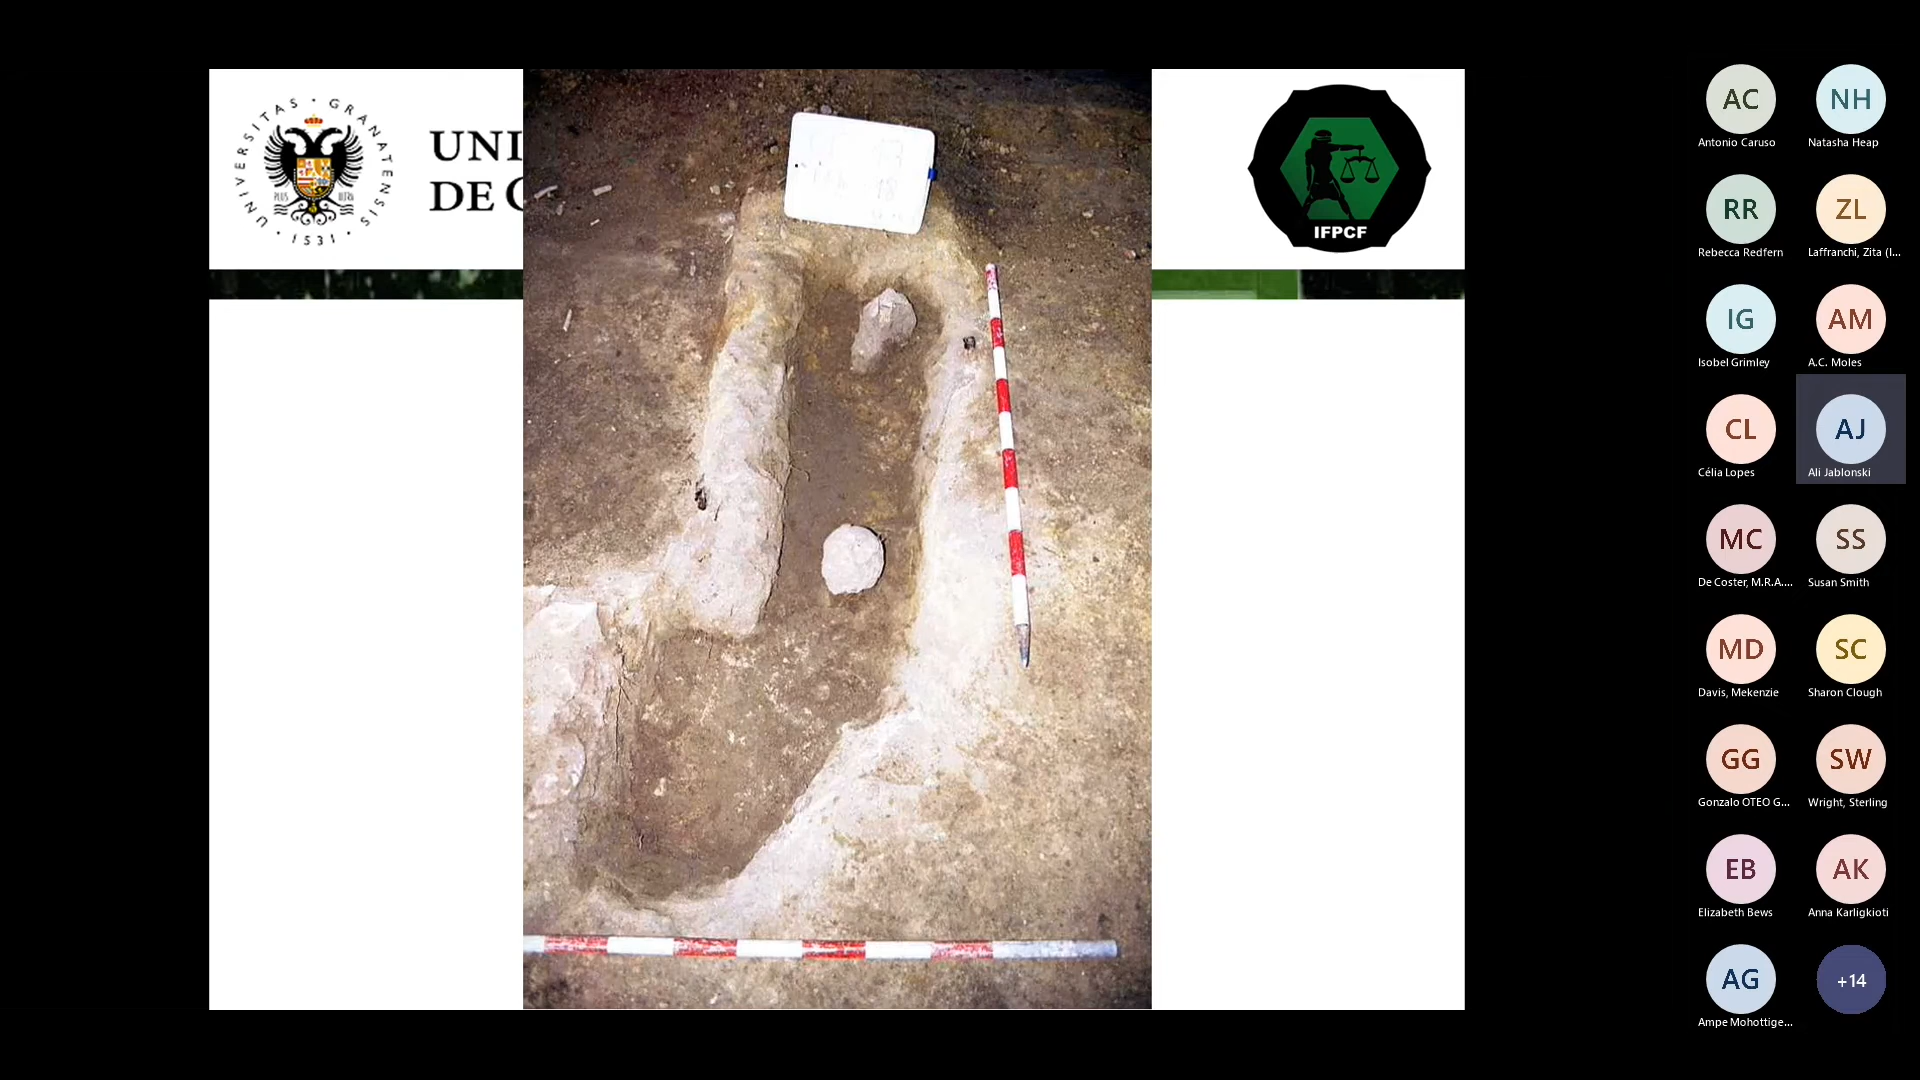 UNIVERSITAS · GRANATENSIS · 1531 ·
PLUS ULTRA
UNI
DE
IFPCF
AC
Antonio Caruso
NH
Natasha Heap
RR
Rebecca Redfern
ZL
Laffranchi, Zita (I...
IG
Isobel Grimley
AM
A.C. Moles
CL
Célia Lopes
AJ
Ali Jablonski
MC
De Coster, M.R.A....
SS
Susan Smith
MD
Davis, Mekenzie
SC
Sharon Clough
GG
Gonzalo OTEO G...
SW
Wright, Sterling
EB
Elizabeth Bews
AK
Anna Karligkioti
AG
Ampe Mohottige...
+14